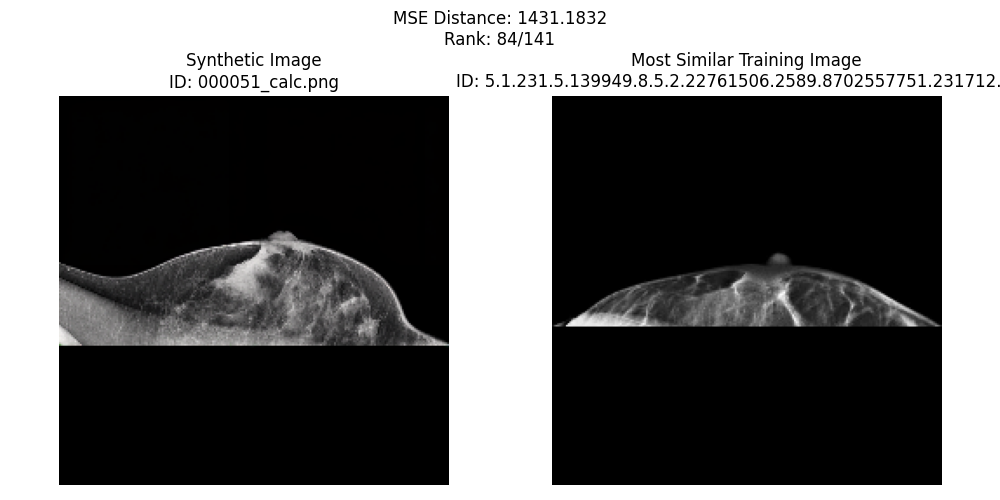 MSE Distance: 1431.1832
Rank: 84/141
Synthetic Image
ID: 000051_calc.png
Most Similar Training Image
ID: 5.1.231.5.139949.8.5.2.22761506.2589.8702557751.231712.